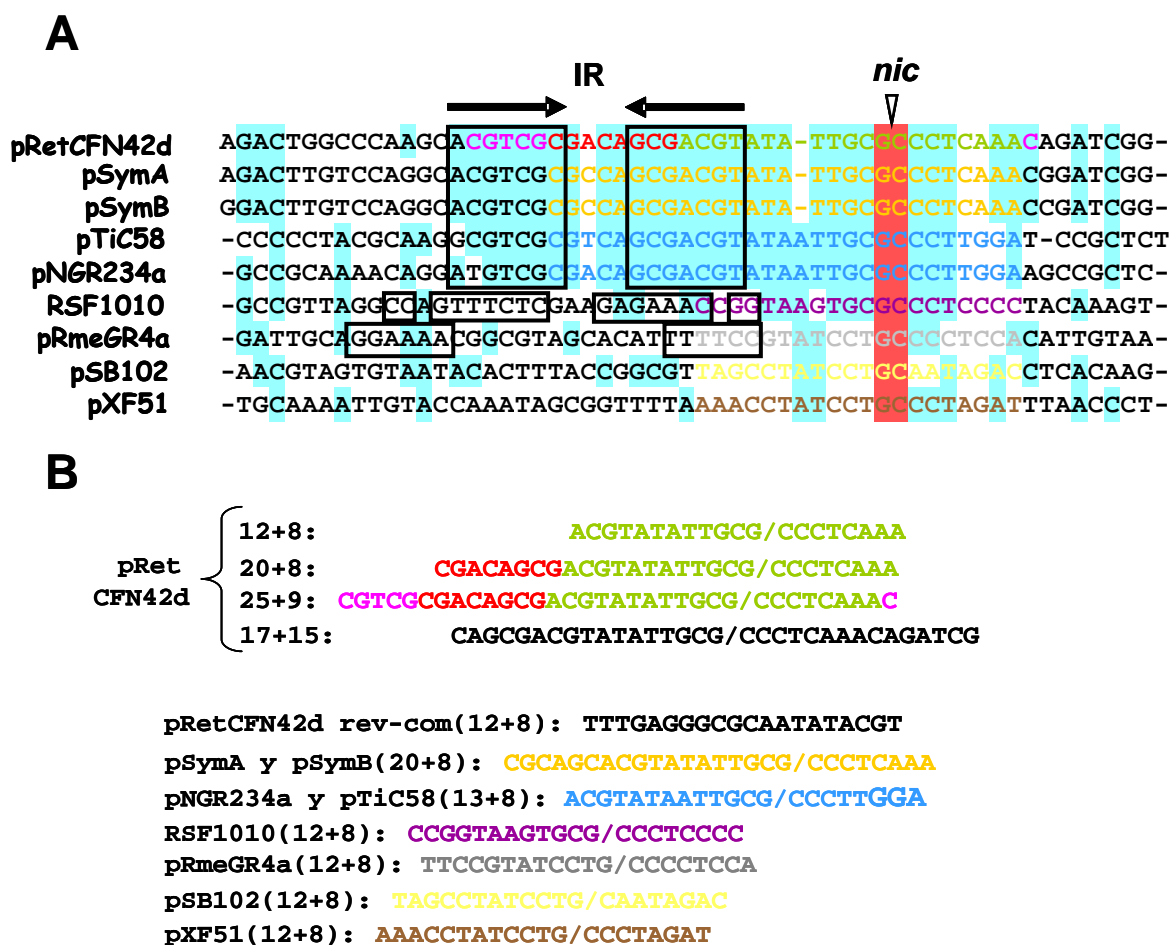 A
IR
nic
pRetCFN42d AGACTGGCCCAAGCACGTCGCGACAGCGACGTATA-TTGCGCCCTCAAACAGATCGG-
pSymA AGACTTGTCCAGGCACGTCGCGCCAGCGACGTATA-TTGCGCCCTCAAACGGATCGG-
pSymB GGACTTGTCCAGGCACGTCGCGCCAGCGACGTATA-TTGCGCCCTCAAACCGATCGG-
pTiC58 -CCCCCTACGCAAGGCGTCGCGTCAGCGACGTATAATTGCGCCCTTGGAT-CCGCTCT
pNGR234a -GCCGCAAAACAGGATGTCGCGACAGCGACGTATAATTGCGCCCTTGGAAGCCGCTC-
RSF1010 -GCCGTTAGGCCAGTTTCTCGAAGAGAAACCGGTAAGTGCGCCCTCCCCTACAAAGT-
pRmeGR4a -GATTGCAGGAAAACGGCGTAGCACATTTTTCCGTATCCTGCCCCTCCACATTGTAA-
pSB102 -AACGTAGTGTAATACACTTTACCGGCGTTAGCCTATCCTGCAATAGACCTCACAAG-
pXF51 -TGCAAAATTGTACCAAATAGCGGTTTTAAAACCTATCCTGCCCTAGATTTAACCCT-
B
pRet
CFN42d
12+8: ACGTATATTGCG/CCCTCAAA
20+8: CGACAGCGACGTATATTGCG/CCCTCAAA
25+9: CGTCGCGACAGCGACGTATATTGCG/CCCTCAAAC
17+15: CAGCGACGTATATTGCG/CCCTCAAACAGATCG
pRetCFN42d rev-com(12+8): TTTGAGGGCGCAATATACGT
pSymA y pSymB(20+8): CGCAGCACGTATATTGCG/CCCTCAAA
pNGR234a y pTiC58(13+8): ACGTATAATTGCG/CCCTTGGA
RSF1010(12+8): CCGGTAAGTGCG/CCCTCCCC
pRmeGR4a(12+8): TTCCGTATCCTG/CCCCTCCA
pSB102(12+8): TAGCCTATCCTG/CAATAGAC
pXF51(12+8): AAACCTATCCTG/CCCTAGAT